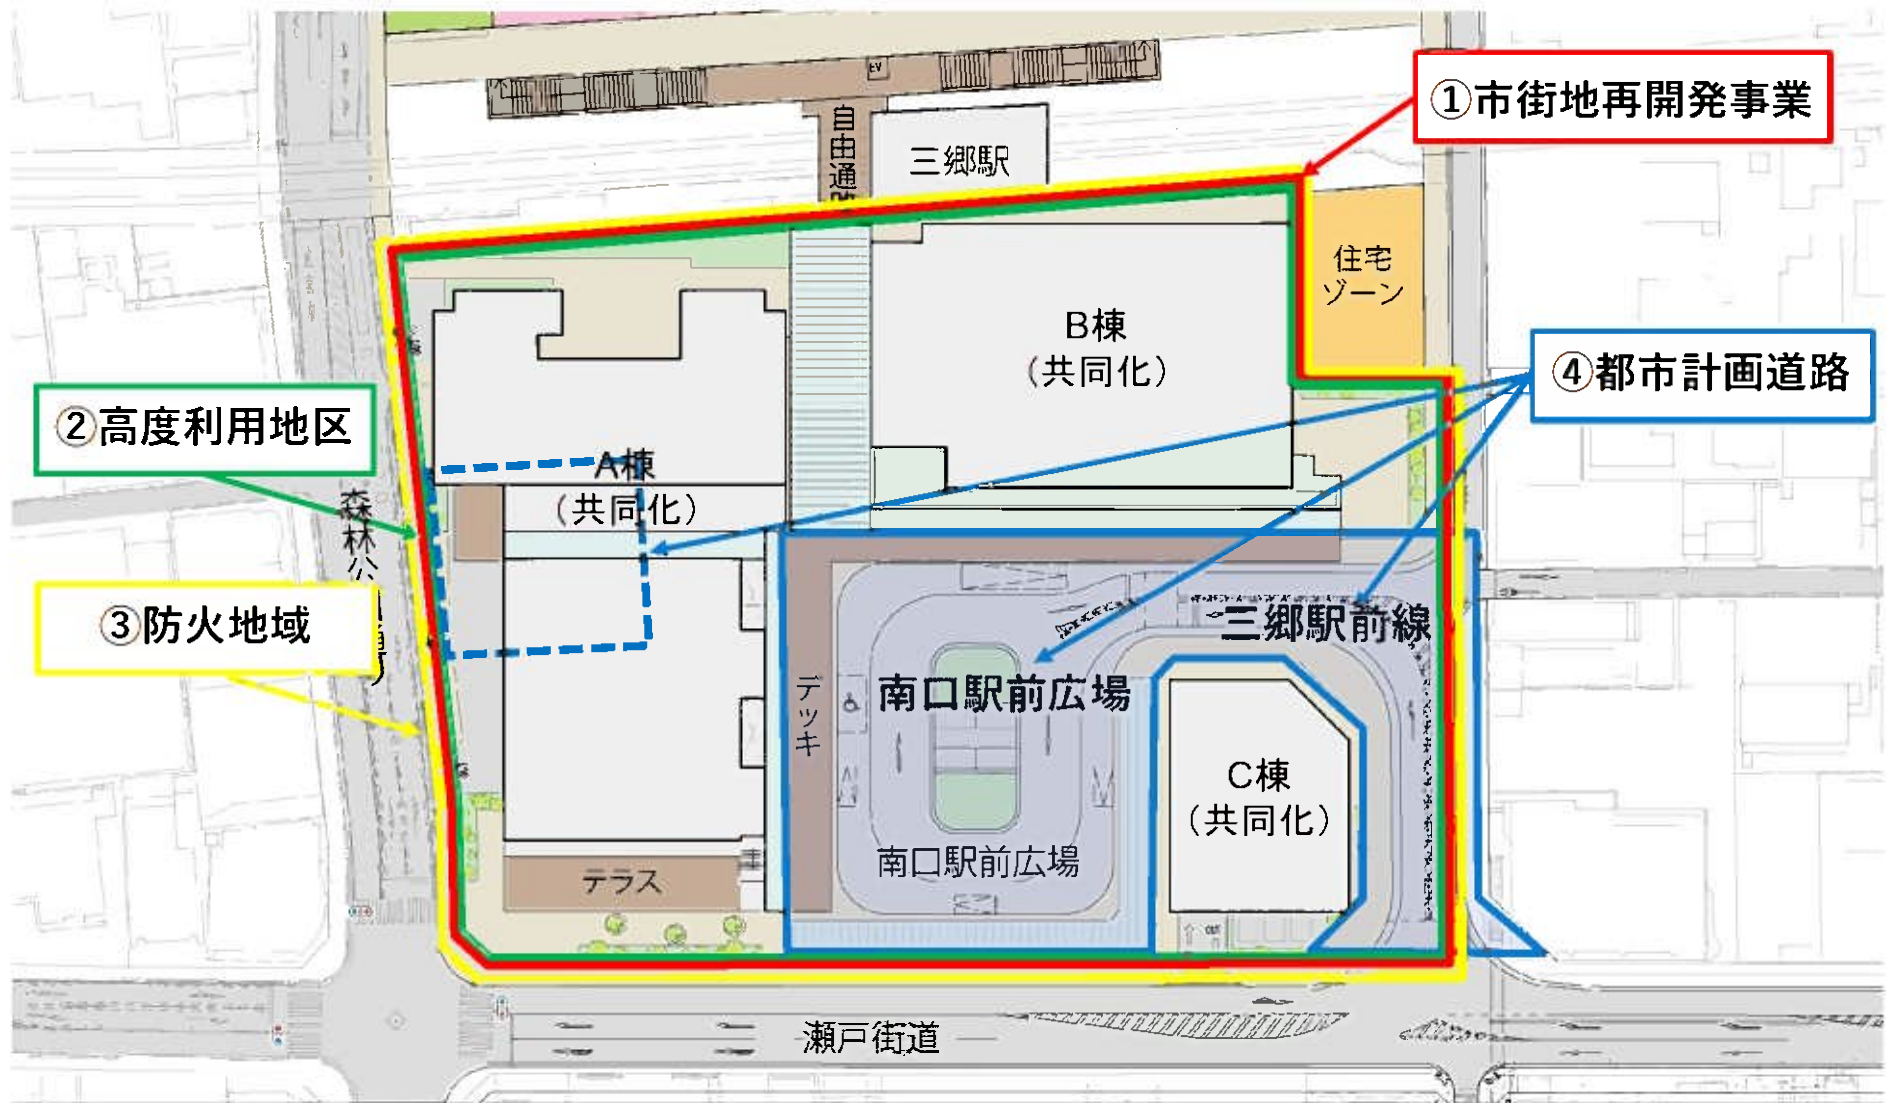 EV
①市街地再開発事業
自由通路
三郷駅
住宅
ゾーン
B棟
(共同化)
④都市計画道路
②高度利用地区
A棟
(共同化)
森林公
通り
③防火地域
三郷駅前線
南口駅前広場
デッキ
C棟
(共同化)
南口駅前広場
テラス
OUT
瀬戸街道